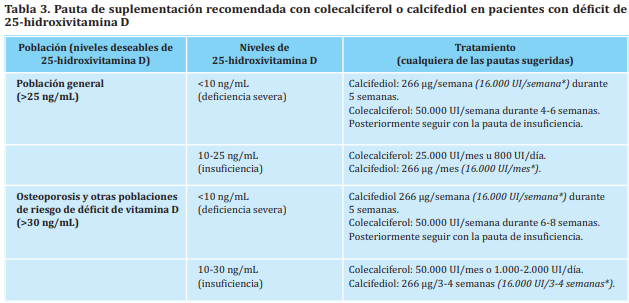 Tabla 3. Pauta de suplementación recomendada con colecalciferol o calcifediol en pacientes con déficit de
25-hidroxivitamina D
Población (niveles deseables de
25-hidroxivitamina D)
Niveles de
25-hidroxivitamina D
Tratamiento
(cualquiera de las pautas sugeridas)
Población general
(>25 ng/mL)
<10 ng/mL
(deficiencia severa)
Calcifediol: 266 µg/semana (16.000 UI/semana*) durante
5 semanas.
Colecalciferol: 50.000 UI/semana durante 4-6 semanas.
Posteriormente seguir con la pauta de insuficiencia.
10-25 ng/mL
(insuficiencia)
Colecalciferol: 25.000 UI/mes u 800 UI/día.
Calcifediol: 266 µg /mes (16.000 UI/mes*).
Osteoporosis y otras poblaciones
de riesgo de déficit de vitamina D
(>30 ng/mL)
<10 ng/mL
(deficiencia severa)
Calcifediol 266 µg/semana (16.000 UI/semana*) durante
5 semanas.
Colecalciferol: 50.000 UI/semana durante 6-8 semanas.
Posteriormente seguir con la pauta de insuficiencia.
10-30 ng/mL
(insuficiencia)
Colecalciferol: 50.000 UI/mes o 1.000-2.000 UI/día.
Calcifediol: 266 µg/3-4 semanas (16.000 UI/3-4 semanas*).